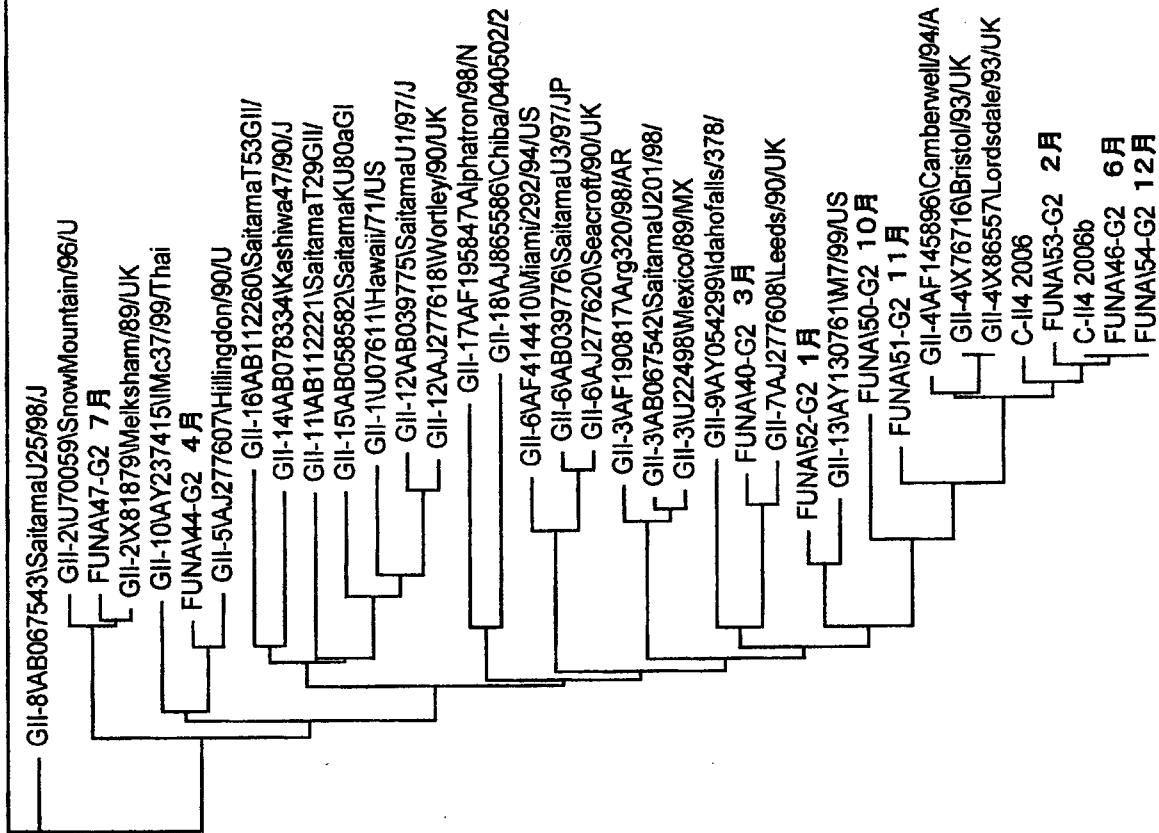 GII-8\AB067543\SaitamaU25/98/J
GII-2\U70059\SnowMountain/96/U
FUNA\47-G2 7月
GII-2\X81879\Melksham/89/UK
GII-10\AY237415\Mc37/99/Thai
FUNA\44-G2 4月
GII-5\AJ277607\Hillingdon/90/U
GII-16\AB112260\SaitamaT53GII/
GII-14\AB078334\Kashiwa47/90/J
GII-11\AB112221\SaitamaT29GII/
GII-15\AB058582\SaitamaKU80aGI
GII-1\U07611\Hawaii/71/US
GII-12\AB039775\SaitamaU1/97/J
GII-12\AJ277618\Wortley/90/UK
GII-17\AF195847\Alphatron/98/N
GII-18\AJ865586\Chiba/040502/2
GII-6\AF414410\Miami/292/94/US
GII-6\AB039776\SaitamaU3/97/JP
GII-6\AJ277620\Seacroft/90/UK
GII-3\AF190817\Arg320/98/AR
GII-3\AB067542\SaitamaU201/98/
GII-3\U22498\Mexico/89/MX
GII-9\AY054299\Idahofalls/378/
FUNA\40-G2 3月
GII-7\AJ277608\Leeds/90/UK
FUNA\52-G2 1月
GII-13\AY130761\M7/99/US
FUNA\50-G2 10月
FUNA\51-G2 11月
GII-4\AF145896\Camberwell/94/A
GII-4\X76716\Bristol/93/UK
GII-4\X86557\Lordsdale/93/UK
C-II4 2006
FUNA\53-G2 2月
C-II4 2006b
FUNA\46-G2 6月
FUNA\54-G2 12月